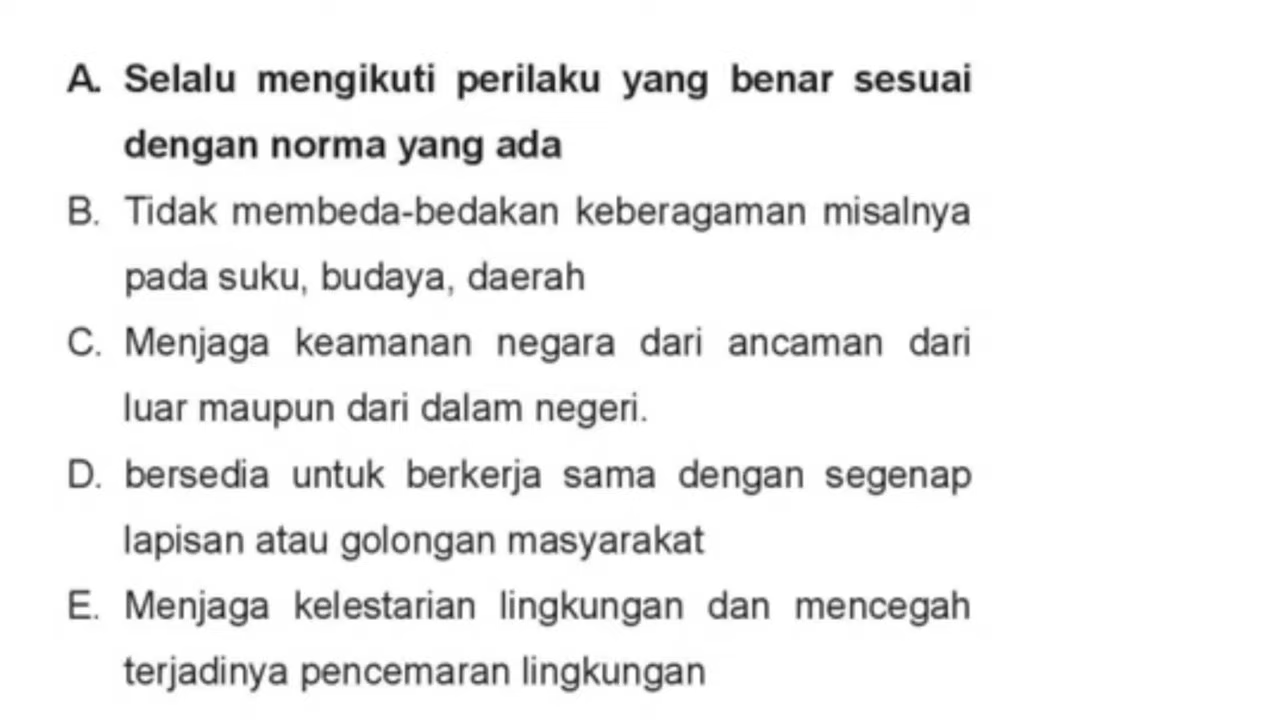 A. Selalu mengikuti perilaku yang benar sesuai
dengan norma yang ada
B. Tidak membeda-bedakan keberagaman misalnya
pada suku, budaya, daerah
C. Menjaga keamanan negara dari ancaman dari
luar maupun dari dalam negeri.
D. bersedia untuk berkerja sama dengan segenap
lapisan atau golongan masyarakat
E. Menjaga kelestarian lingkungan dan mencegah
terjadinya pencemaran lingkungan